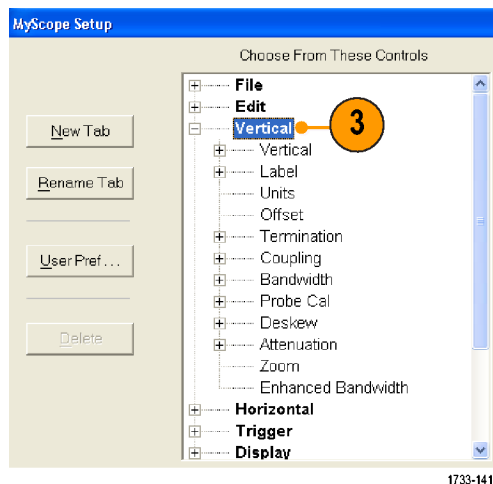 MyScope Setup
Choose From These Controls
File
Edit
Vertical
3
Vertical
Label
Units
Offset
Termination
Coupling
Bandwidth
Probe Cal
Deskew
Attenuation
Zoom
Enhanced Bandwidth
Horizontal
Trigger
Display
New Tab
Rename Tab
User Pref . . .
Delete
1733-141